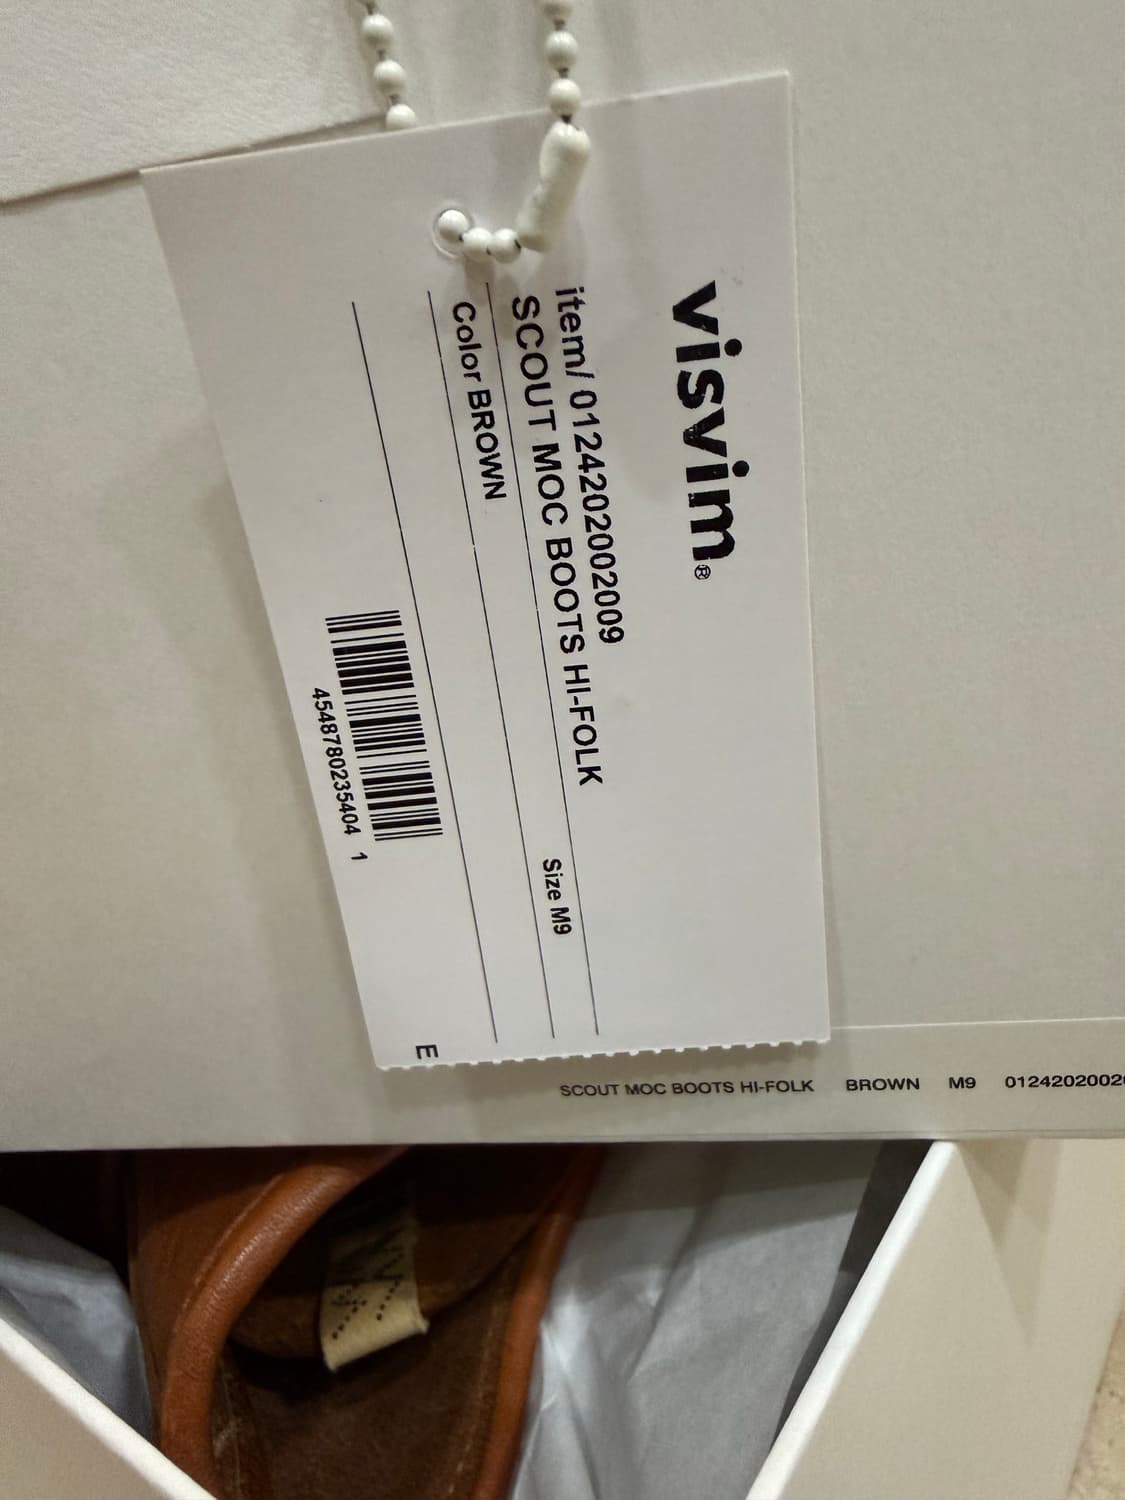 visvim®
item/ 0124202002009
SCOUT MOC BOOTS HI-FOLK
Size M9
Color BROWN
4548780235404 1
E
SCOUT MOC BOOTS HI-FOLK BROWN M9